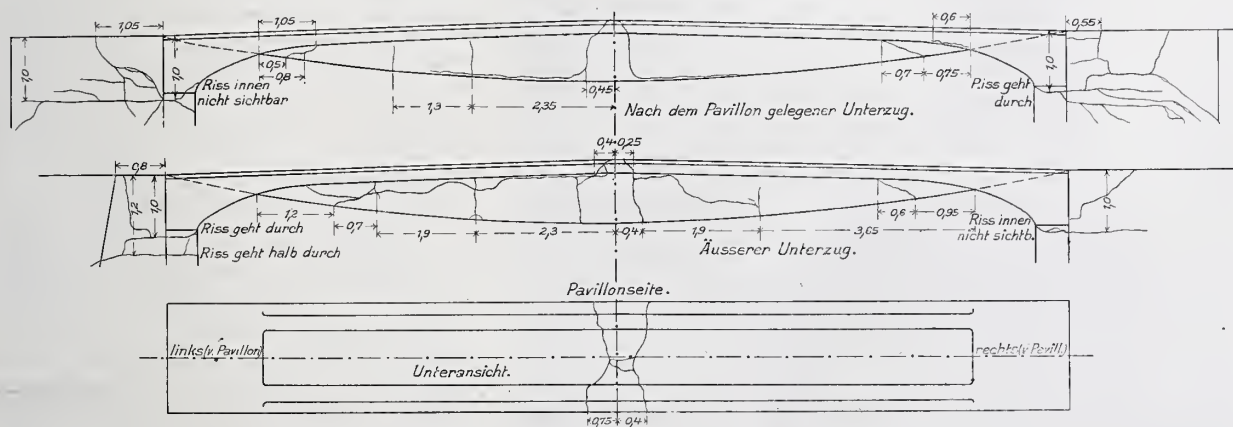 1,05
1,05
0,6
0,55
1,0
1,0
1,0
0,5
0,8
0,7
0,75
Riss innen
nicht sichtbar
0,45
Riss geht
durch
1,3
2,35
Nach dem Pavillon gelegener Unterzug.
0,4
0,25
0,8
1,2
1,0
1,0
1,2
0,6
0,95
Riss geht durch
0,7
1,9
2,3
0,4
1,9
3,05
Riss innen
nicht sichtb.
Riss geht halb durch
Äusserer Unterzug.
Pavillonseite.
links (v. Pavillon)
rechts (v. Pavill.)
Unteransicht.
0,75
0,4